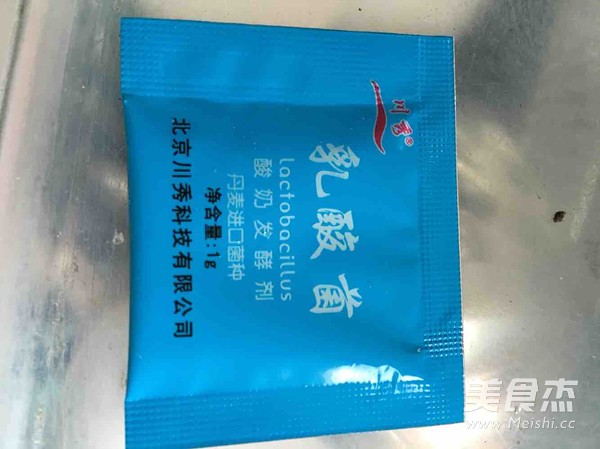 川秀®
乳酸菌
lactobacillus
酸奶发酵剂
丹麦进口菌种
净含量:1g
北京川秀科技有限公司
美食杰
www.Meishi.cc